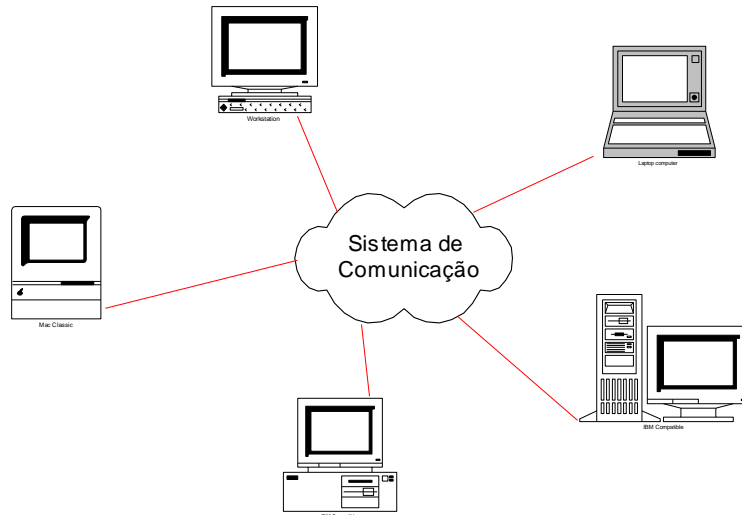 Workstation
Laptop computer
Sistema de
Comunicação
Mac Classic
IBM Compatible